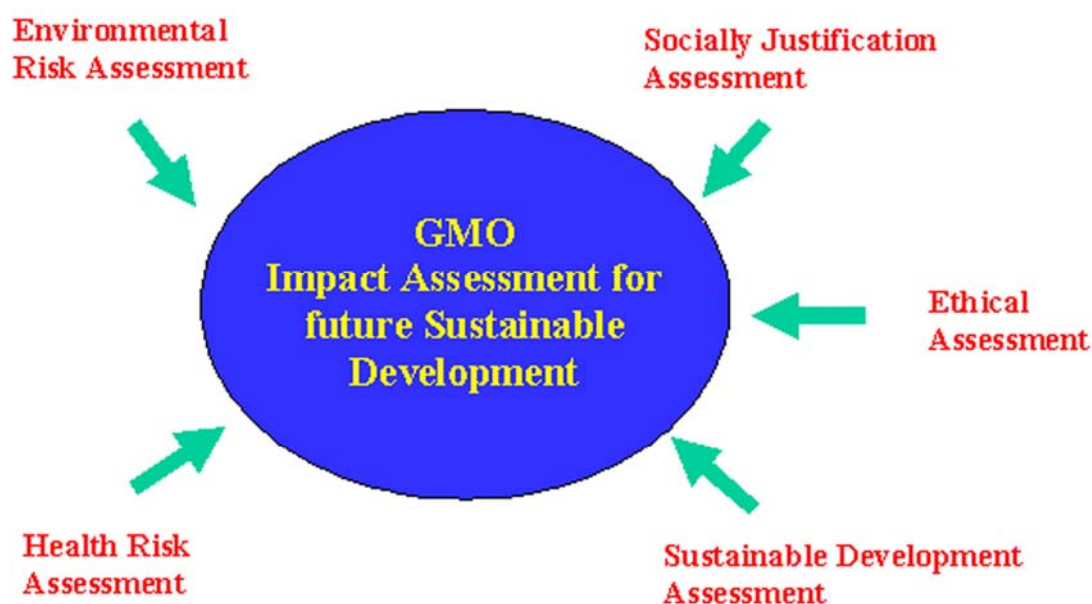 Environmental
Risk Assessment
Socially Justification
Assessment
GMO
Impact Assessment for
future Sustainable
Development
Ethical
Assessment
Health Risk
Assessment
Sustainable Development
Assessment